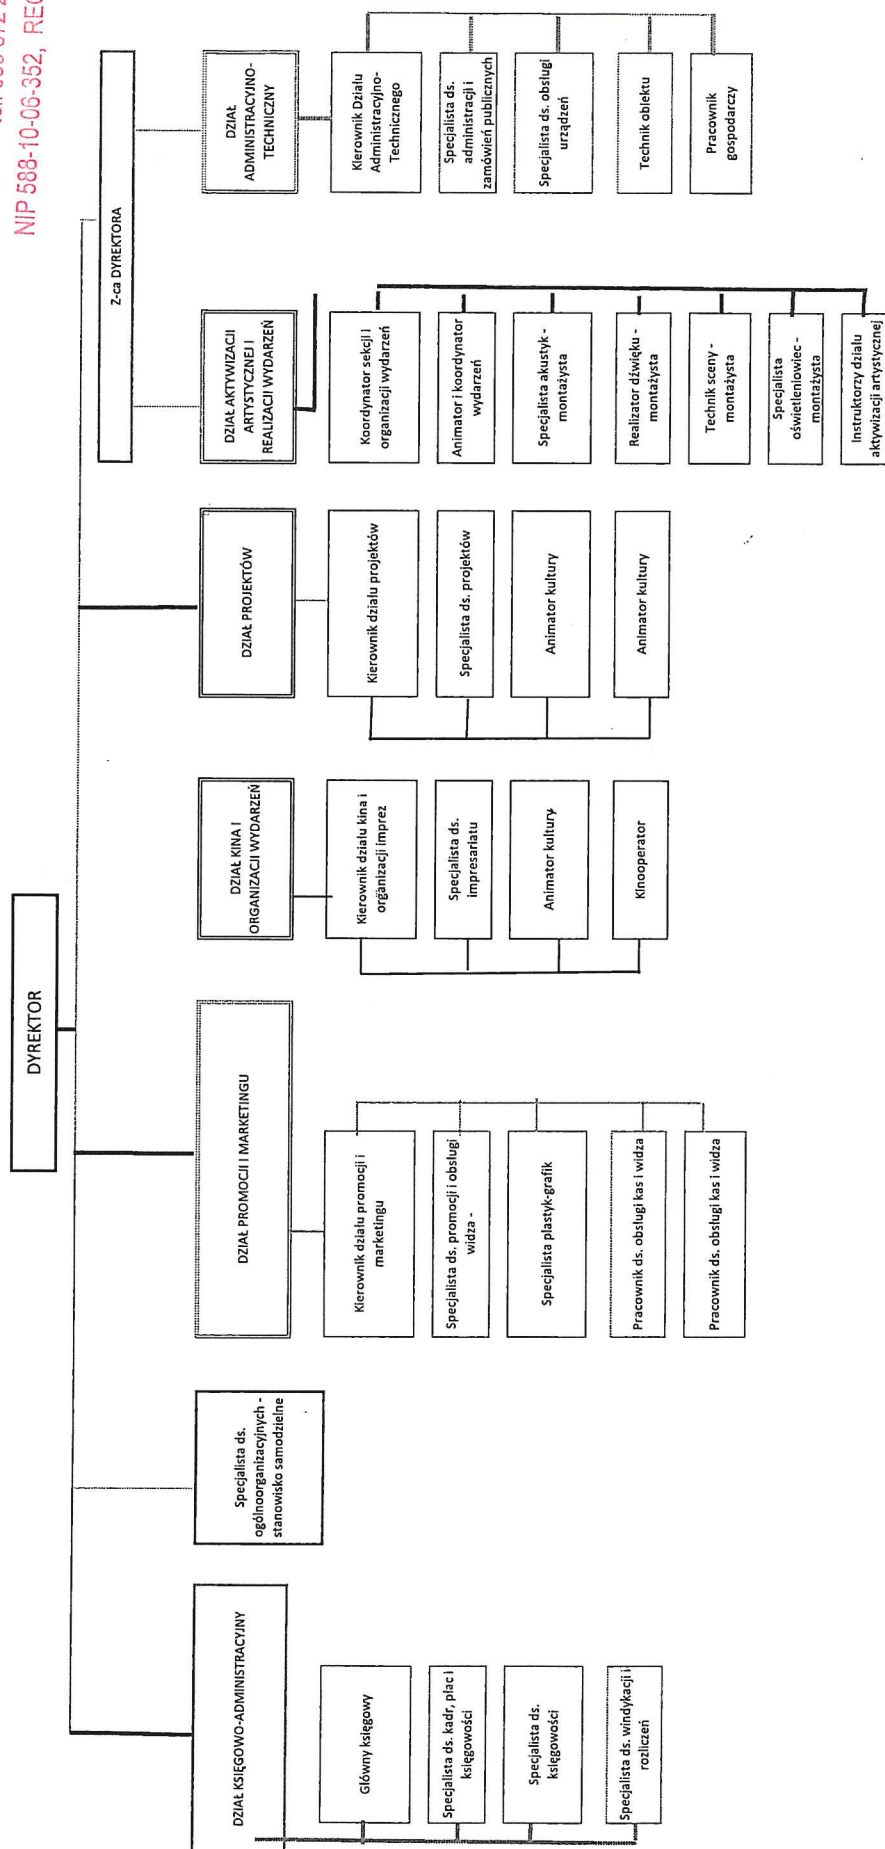 NIP 588-10-06-352,
DYREKTOR
Z-ca DYREKTORA
DZIAŁ KSIĘGOWO-ADMINISTRACYJNY
Główny księgowy
Specjalista ds. kadr, płac i
księgowości
Specjalista ds.
księgowości
Specjalista ds. windykacji i
rozliczeń
Specjalista ds.
ogólnoorganizacyjnych -
stanowisko samodzielne
DZIAŁ PROMOCJI I MARKETINGU
Kierownik działu promocji i
marketingu
Specjalista ds. promocji i obsługi
widza -
Specjalista plastyk-grafik
Pracownik ds. obsługi kas i widza
Pracownik ds. obsługi kas i widza
DZIAŁ KINA I
ORGANIZACJI WYDARZEŃ
Kierownik działu kina i
organizacji imprez
Specjalista ds.
impresariatu
Animator kultury
Kinooperator
DZIAŁ PROJEKTÓW
Kierownik działu projektów
Specjalista ds. projektów
Animator kultury
Animator kultury
DZIAŁ AKTYWIZACJI
ARTYSTYCZNEJ I
REALIZACJI WYDARZEŃ
Koordynator sekcji i
organizacji wydarzeń
Animator i koordynator
wydarzeń
Specjalista akustyk -
montażysta
Realizator dźwięku -
montażysta
Technik sceny -
montażysta
Specjalista
oświetleniowiec -
montażysta
Instruktorzy działu
aktywizacji artystycznej
DZIAŁ
ADMINISTRACYJNO-
TECHNICZNY
Kierownik Działu
Administracyjno-
Technicznego
Specjalista ds.
administracji i
zamówień publicznych
Specjalista ds. obsługi
urządzeń
Technik obiektu
Pracownik
gospodarczy